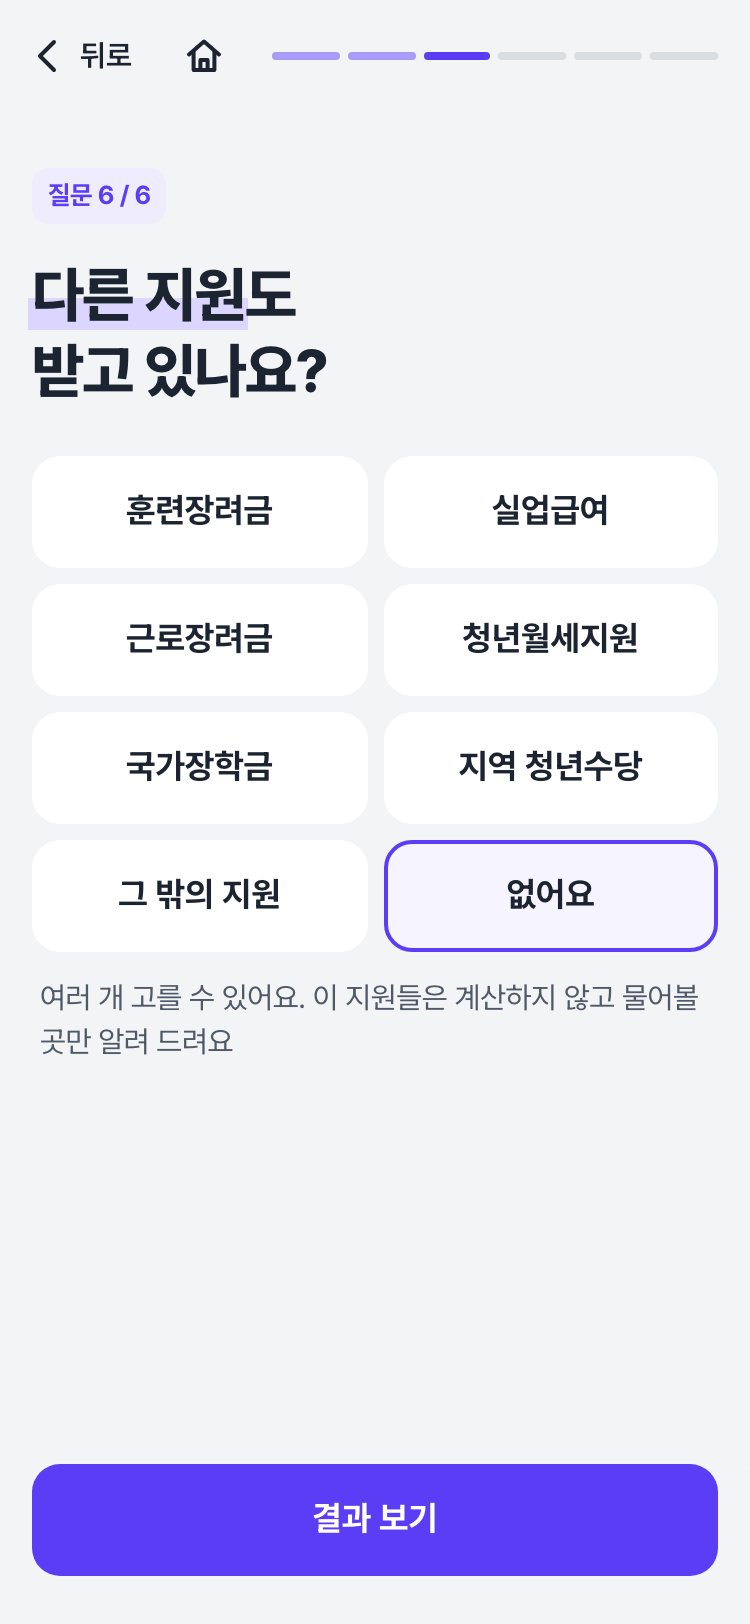 뒤로
질문 6 / 6
다른 지원도
받고 있나요?
훈련장려금
실업급여
근로장려금
청년월세지원
국가장학금
지역 청년수당
그 밖의 지원
없어요
여러 개 고를 수 있어요. 이 지원들은 계산하지 않고 물어볼
곳만 알려 드려요
결과 보기